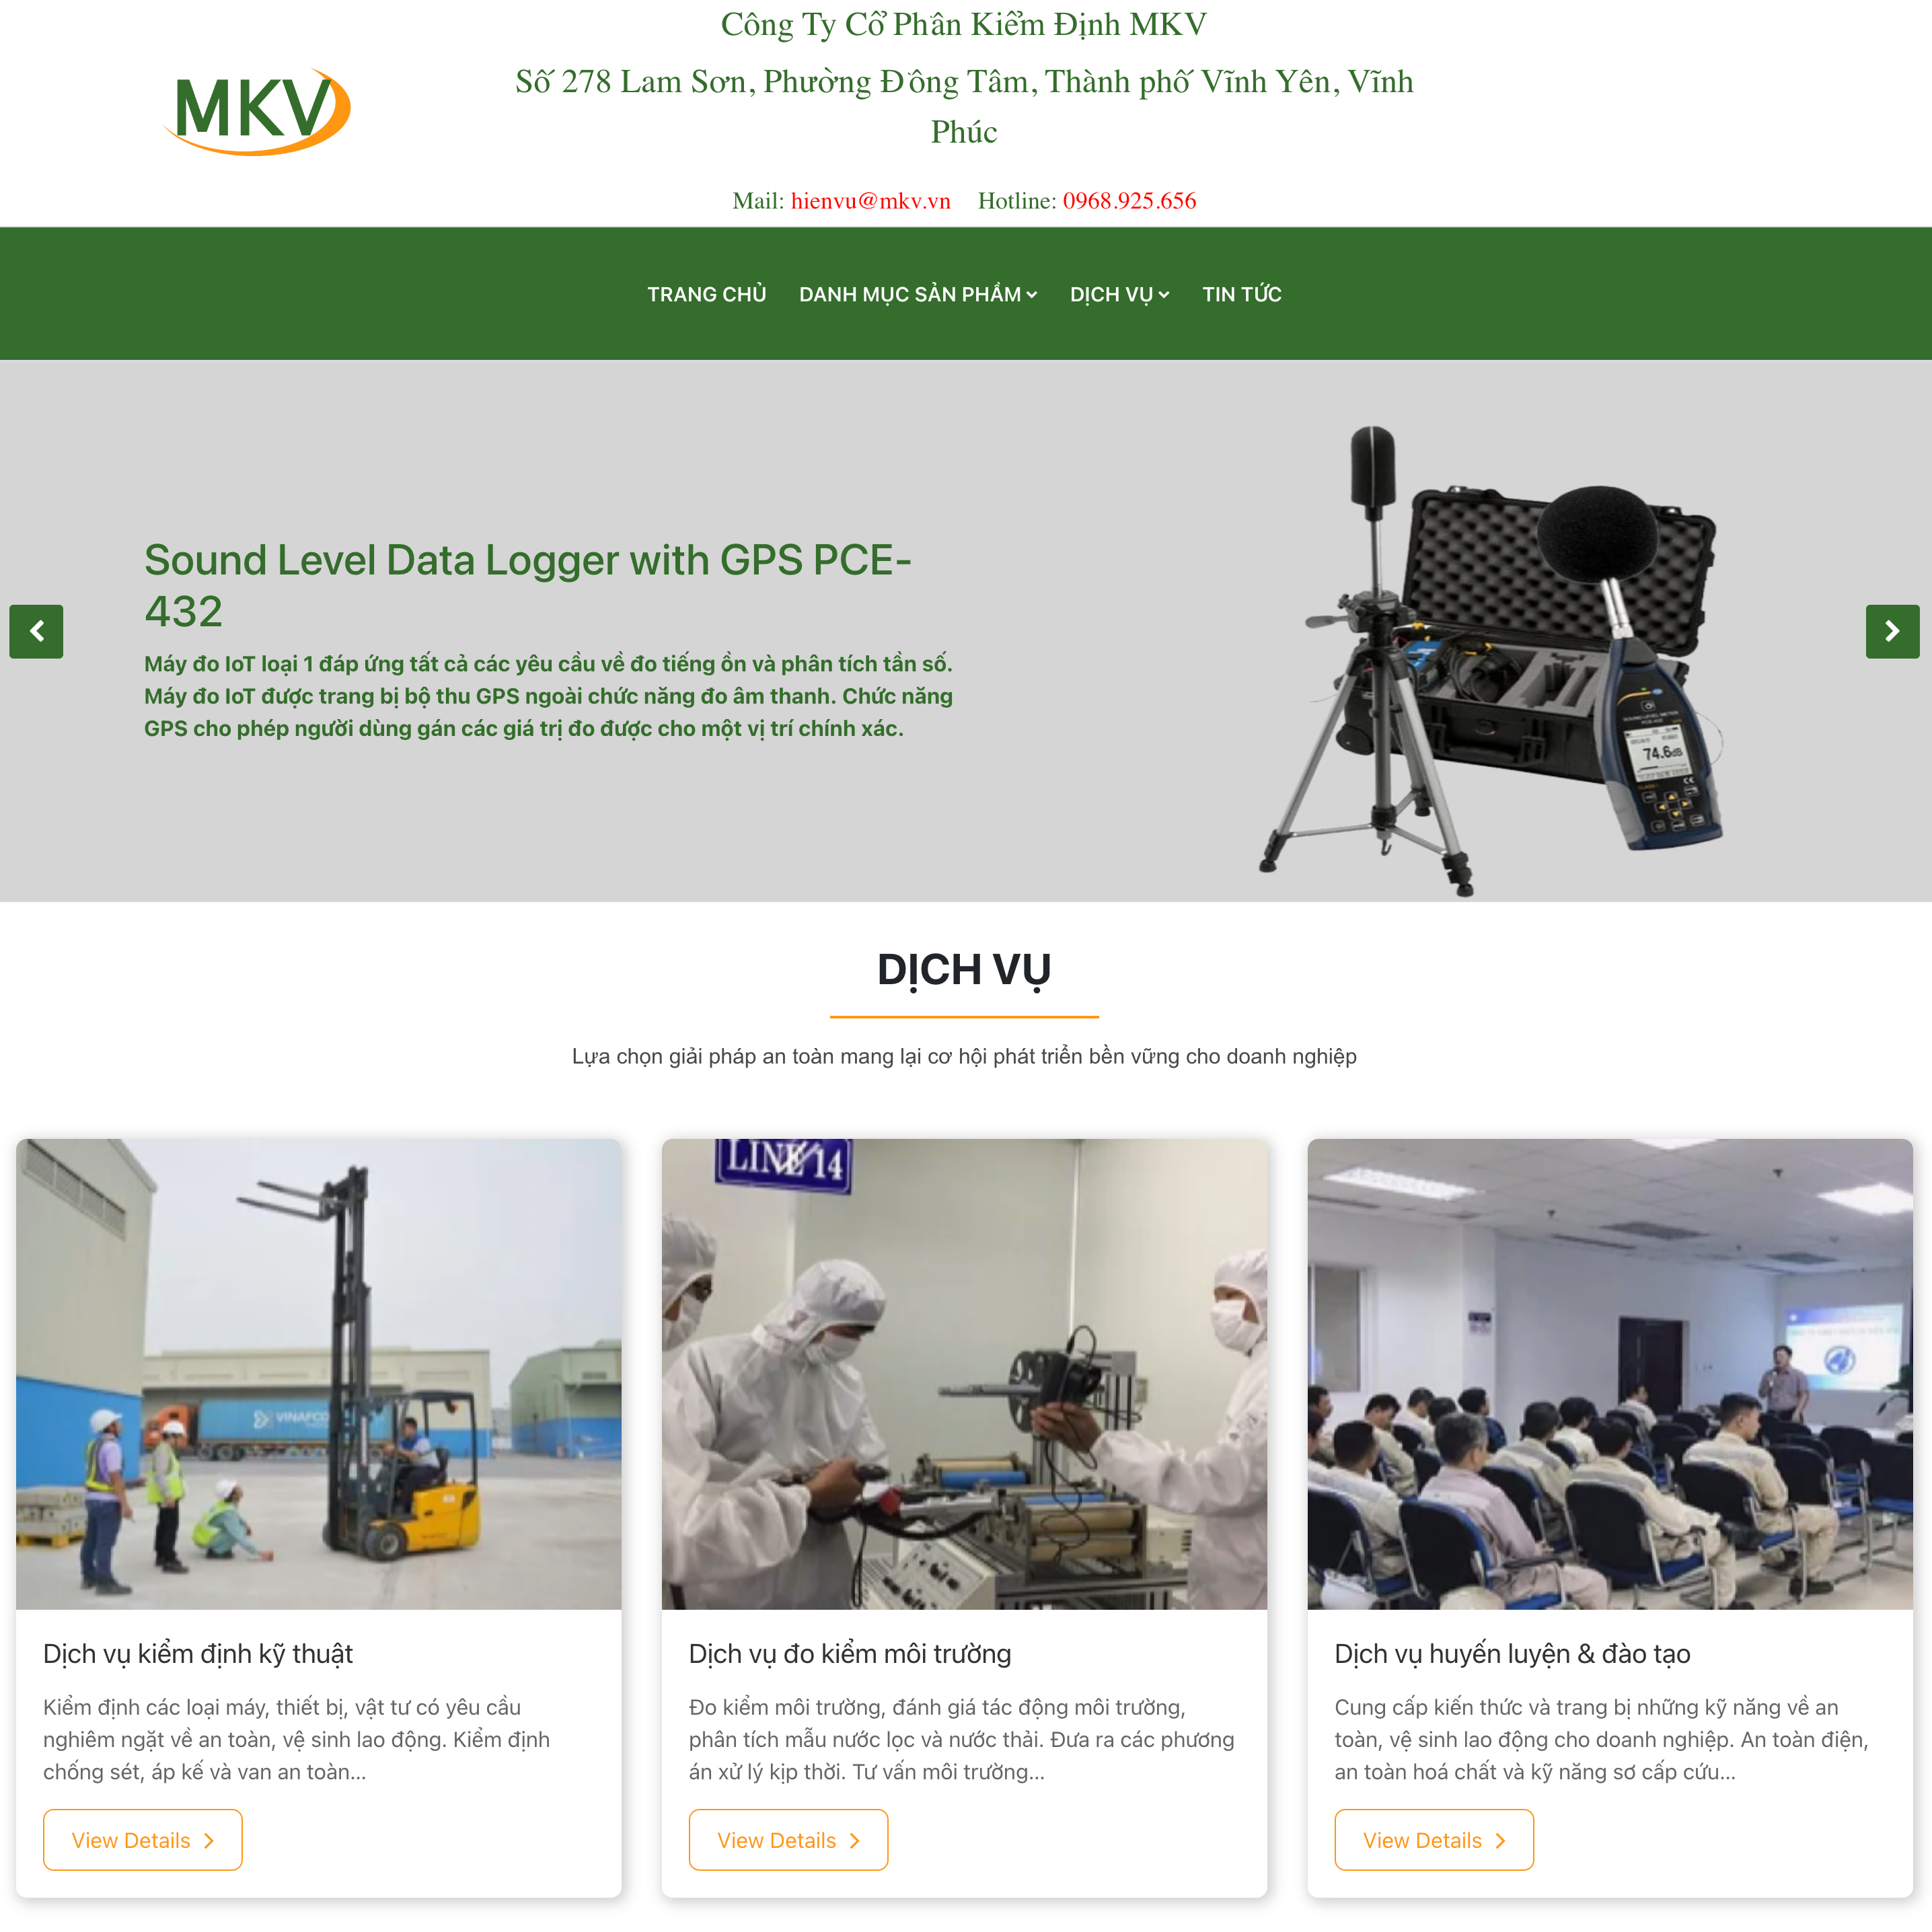 Công Ty Cổ Phần Kiểm Định MKV
MKV
Số 278 Lam Sơn, Phường Đồng Tâm, Thành phố Vĩnh Yên, Vĩnh
Phúc
Mail: hienvu@mkv.vn Hotline: 0968.925.656
TRANG CHỦ DANH MỤC SẢN PHẨM DỊCH VỤ TIN TỨC
Sound Level Data Logger with GPS PCE-
432
Máy đo IoT loại 1 đáp ứng tất cả các yêu cầu về đo tiếng ồn và phân tích tần số.
Máy đo IoT được trang bị bộ thu GPS ngoài chức năng đo âm thanh. Chức năng
GPS cho phép người dùng gán các giá trị đo được cho một vị trí chính xác.
SOUND LEVEL METER
74.6dB
DỊCH VỤ
Lựa chọn giải pháp an toàn mang lại cơ hội phát triển bền vững cho doanh nghiệp
VINAFCO
LINE 14
Dịch vụ kiểm định kỹ thuật
Kiểm định các loại máy, thiết bị, vật tư có yêu cầu
nghiêm ngặt về an toàn, vệ sinh lao động. Kiểm định
chống sét, áp kế và van an toàn...
View Details
Dịch vụ đo kiểm môi trường
Đo kiểm môi trường, đánh giá tác động môi trường,
phân tích mẫu nước lọc và nước thải. Đưa ra các phương
án xử lý kịp thời. Tư vấn môi trường...
View Details
Dịch vụ huyến luyện & đào tạo
Cung cấp kiến thức và trang bị những kỹ năng về an
toàn, vệ sinh lao động cho doanh nghiệp. An toàn điện,
an toàn hoá chất và kỹ năng sơ cấp cứu...
View Details